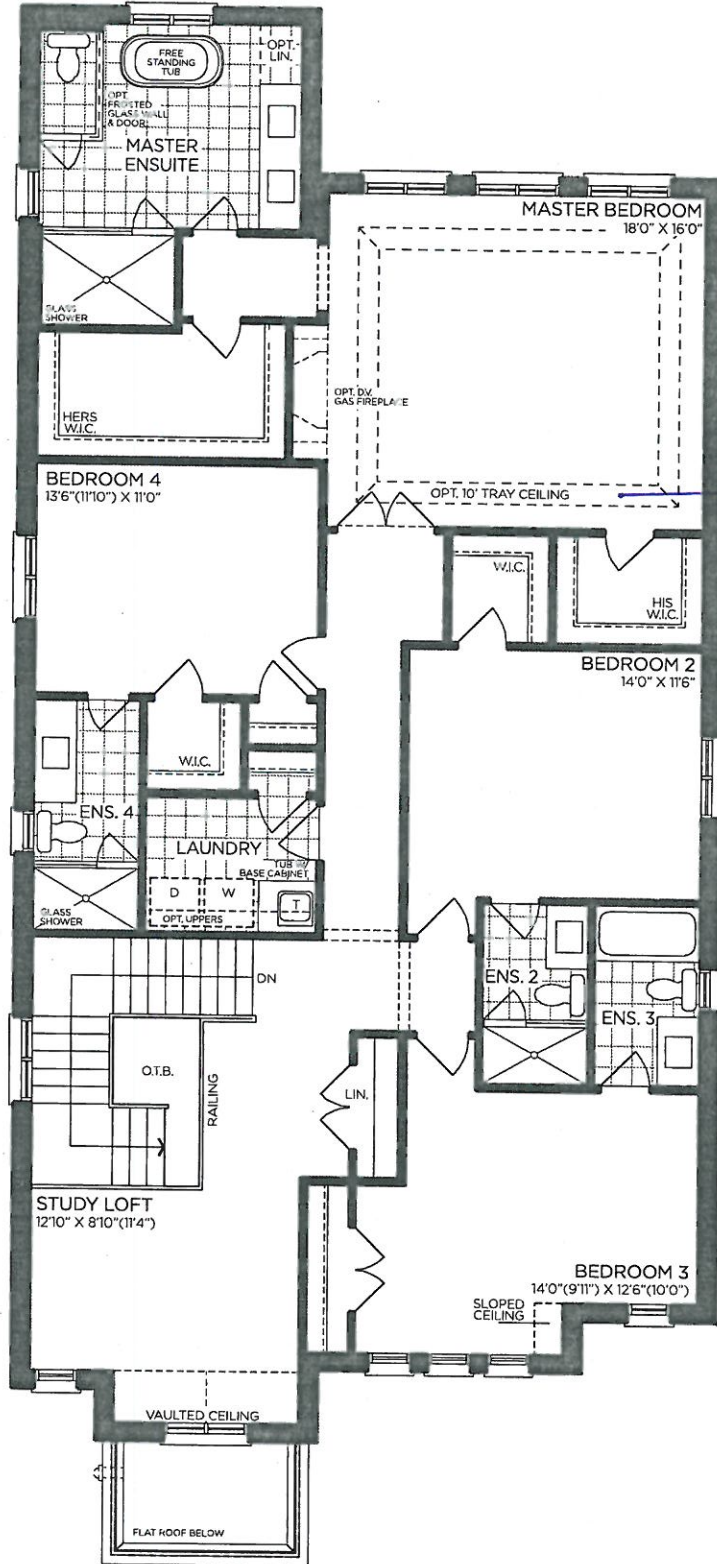 FREE
STANDING
TUB
OPT.
LIN.
OPT.
FROSTED
GLASS WALL
& DOOR
MASTER
ENSUITE
MASTER BEDROOM
18'0" X 16'0"
GLASS
SHOWER
HERS
W.I.C.
OPT. D.V.
GAS FIREPLACE
OPT. 10' TRAY CEILING
BEDROOM 4
13'6"(11'10") X 11'0"
W.I.C.
HIS
W.I.C.
BEDROOM 2
14'0" X 11'6"
W.I.C.
ENS. 4
LAUNDRY
TUB W/
BASE CABINET
D
W
T
OPT. UPPERS
GLASS
SHOWER
DN
ENS. 2
ENS. 3
O.T.B.
RAILING
LIN.
STUDY LOFT
12'10" X 8'10"(11'4")
BEDROOM 3
14'0"(9'11") X 12'6"(10'0")
SLOPED
CEILING
VAULTED CEILING
FLAT ROOF BELOW